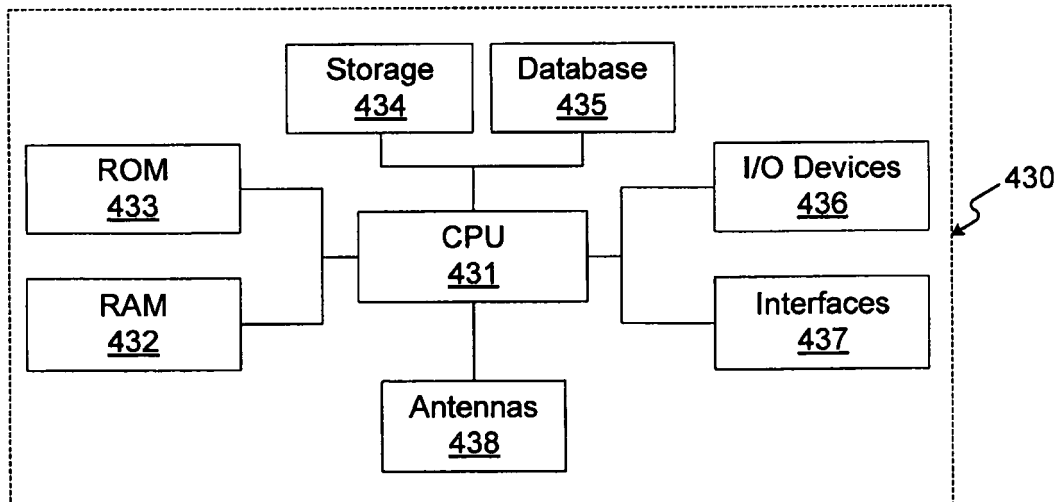 Storage
434
Database
435
ROM
433
I/O Devices
436
430
CPU
431
RAM
432
Interfaces
437
Antennas
438